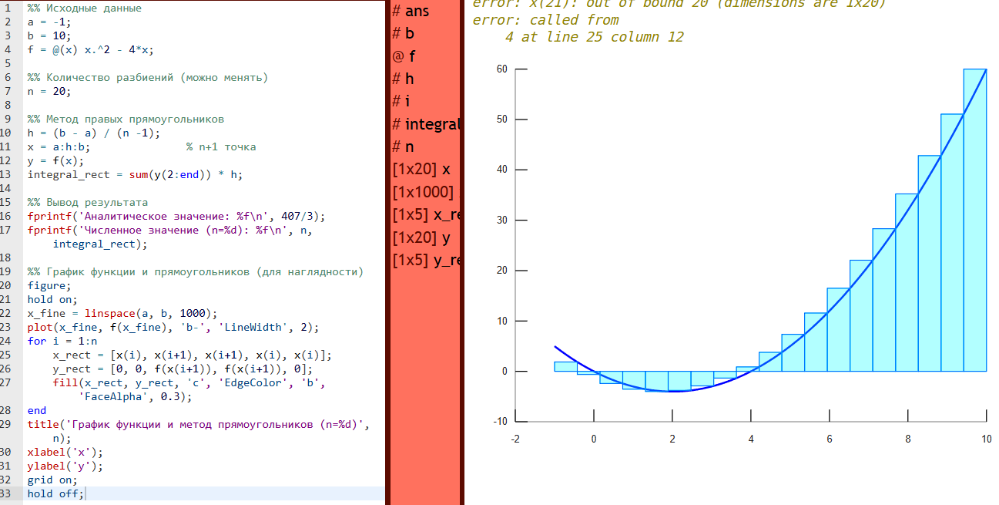 1 %% Исходные данные
2 a = -1;
3 b = 10;
4 f = @(x) x.^2 - 4*x;
5
6 %% Количество разбиений (можно менять)
7 n = 20;
8
9 %% Метод правых прямоугольников
10 h = (b - a) / (n -1);
11 x = a:h:b; % n+1 точка
12 y = f(x);
13 integral_rect = sum(y(2:end)) * h;
14
15 %% Вывод результата
16 fprintf('Аналитическое значение: %f\n', 407/3);
17 fprintf('Численное значение (n=%d): %f\n', n,
integral_rect);
18
19 %% График функции и прямоугольников (для наглядности)
20 figure;
21 hold on;
22 x_fine = linspace(a, b, 1000);
23 plot(x_fine, f(x_fine), 'b-', 'LineWidth', 2);
24 for i = 1:n
25 x_rect = [x(i), x(i+1), x(i+1), x(i), x(i)];
26 y_rect = [0, 0, f(x(i+1)), f(x(i+1)), 0];
27 fill(x_rect, y_rect, 'c', 'EdgeColor', 'b',
'FaceAlpha', 0.3);
28 end
29 title('График функции и метод прямоугольников (n=%d)',
n);
30 xlabel('x');
31 ylabel('y');
32 grid on;
33 hold off;
# ans
# b
@ f
# h
# i
# integral
# n
[1x20] x
[1x1000]
[1x5] x_re
[1x20] y
[1x5] y_re
error: x(21): out of bound 20 (dimensions are 1x20)
error: called from
4 at line 25 column 12
60
50
40
30
20
10
0
-10
-2 0 2 4 6 8 10